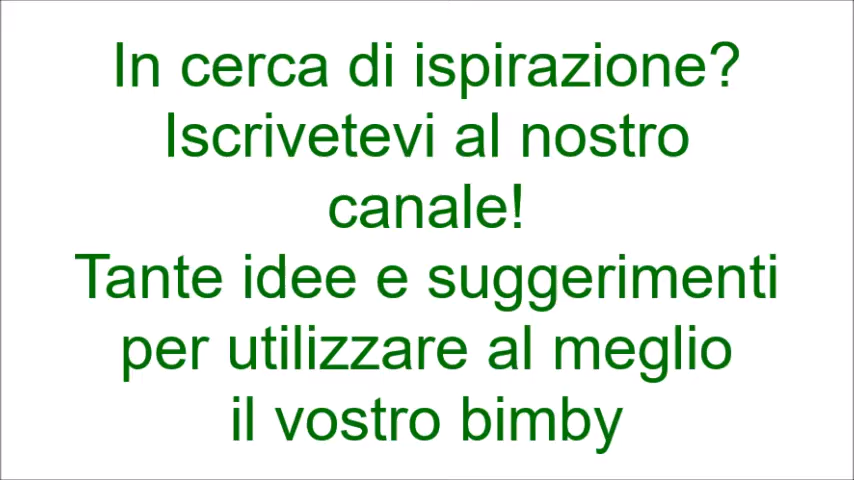 In cerca di ispirazione?
Iscrivetevi al nostro
canale!
Tante idee e suggerimenti
per utilizzare al meglio
il vostro bimby